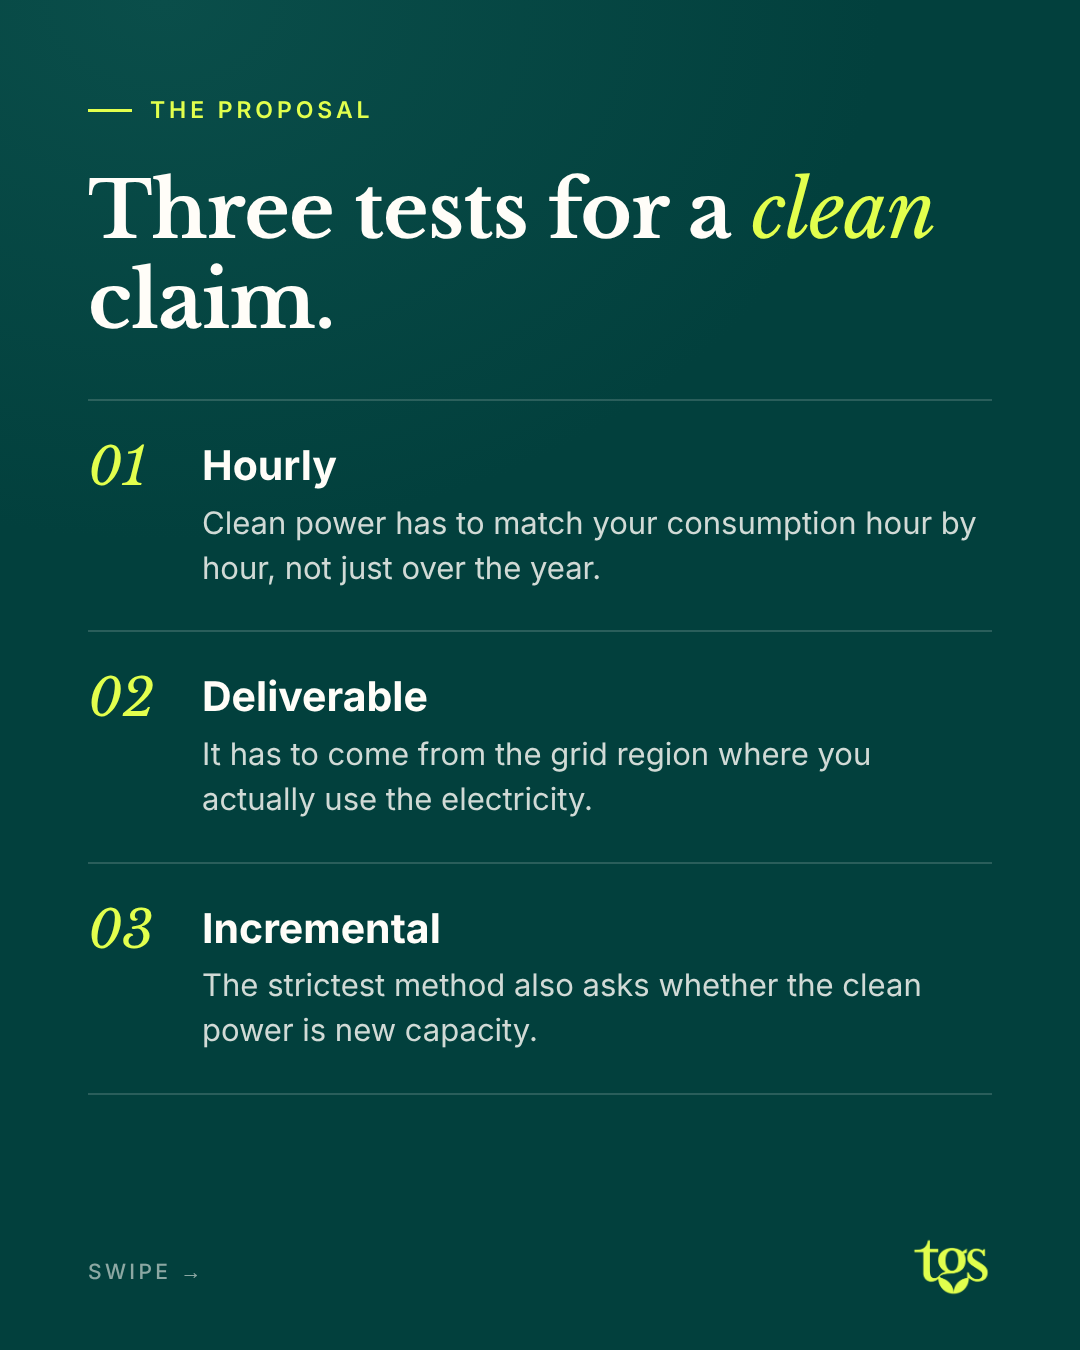 THE PROPOSAL
Three tests for a clean
claim.
01 Hourly
Clean power has to match your consumption hour by
hour, not just over the year.
02 Deliverable
It has to come from the grid region where you
actually use the electricity.
03 Incremental
The strictest method also asks whether the clean
power is new capacity.
SWIPE →
tgs